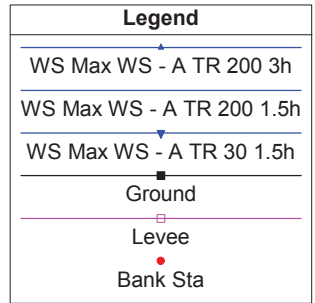 Legend
WS Max WS - A TR 200 3h
WS Max WS - A TR 200 1.5h
WS Max WS - A TR 30 1.5h
Ground
Levee
Bank Sta